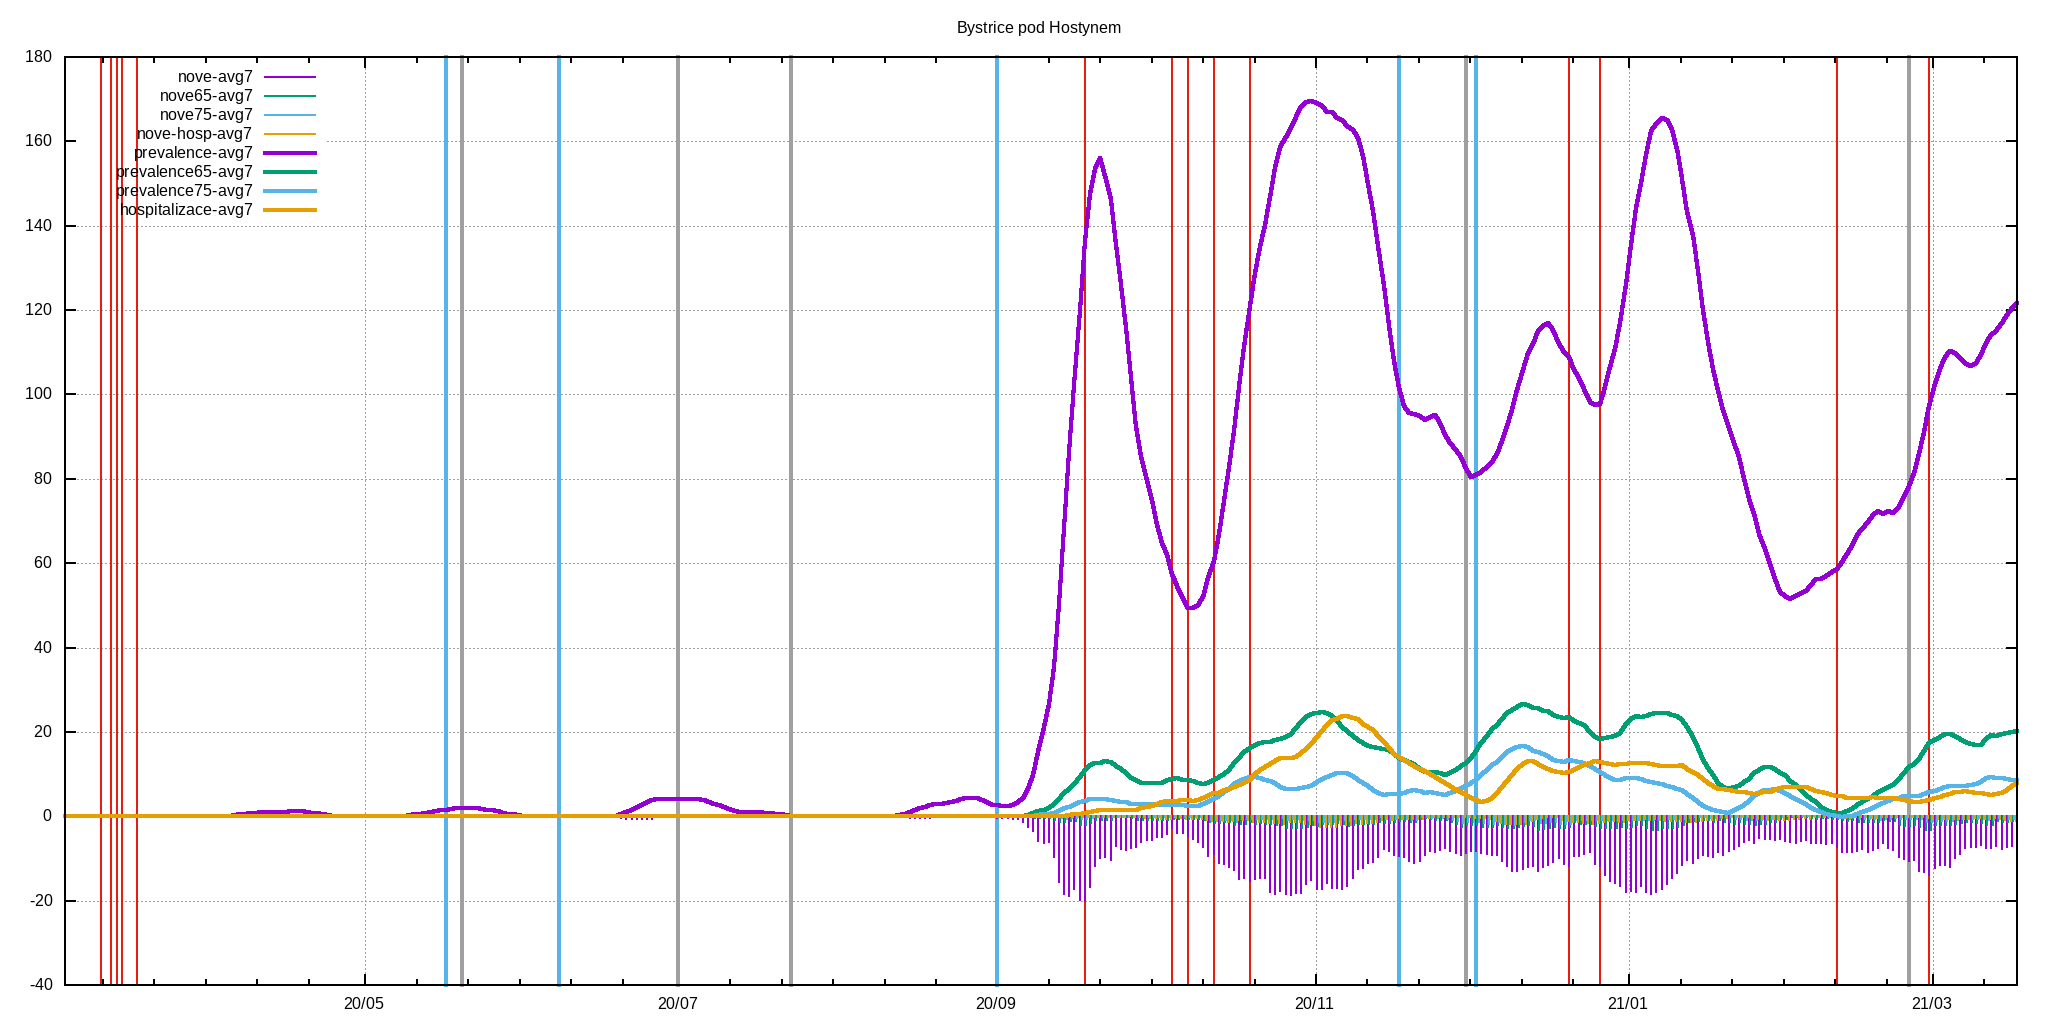 Bystrice pod Hostynem
180
160
140
120
100
80
60
40
20
0
-20
-40
nove-avg7
nove65-avg7
nove75-avg7
nove-hosp-avg7
prevalence-avg7
prevalence65-avg7
prevalence75-avg7
hospitalizace-avg7
20/05 20/07 20/09 20/11 21/01 21/03